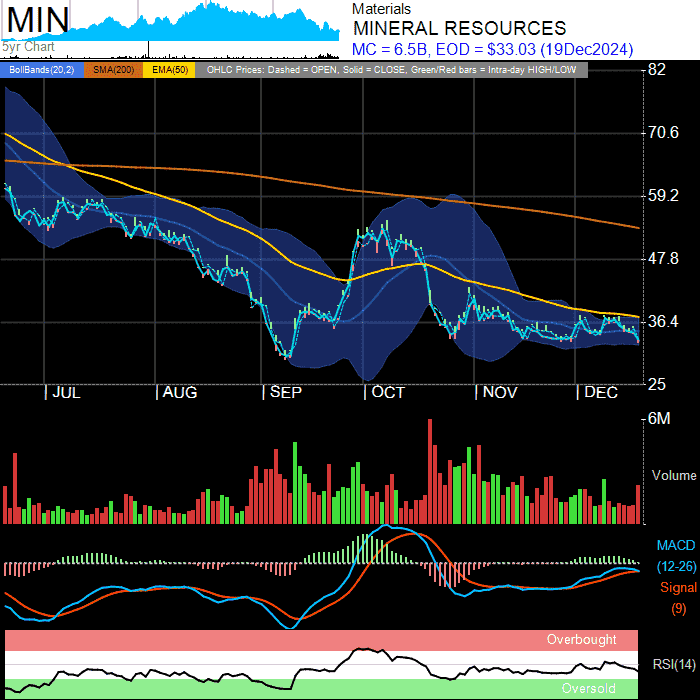 MIN
5yr Chart
Materials
MINERAL RESOURCES
MC = 6.5B, EOD = $33.03 (19Dec2024)
BollBands(20,2) SMA(200) EMA(50) OHLC Prices: Dashed = OPEN, Solid = CLOSE, Green/Red bars = Intra-day HIGH/LOW
82
70.6
59.2
47.8
36.4
25
| JUL | AUG | SEP | OCT | NOV | DEC
6M
Volume
MACD
(12-26)
Signal
(9)
Overbought
RSI(14)
Oversold